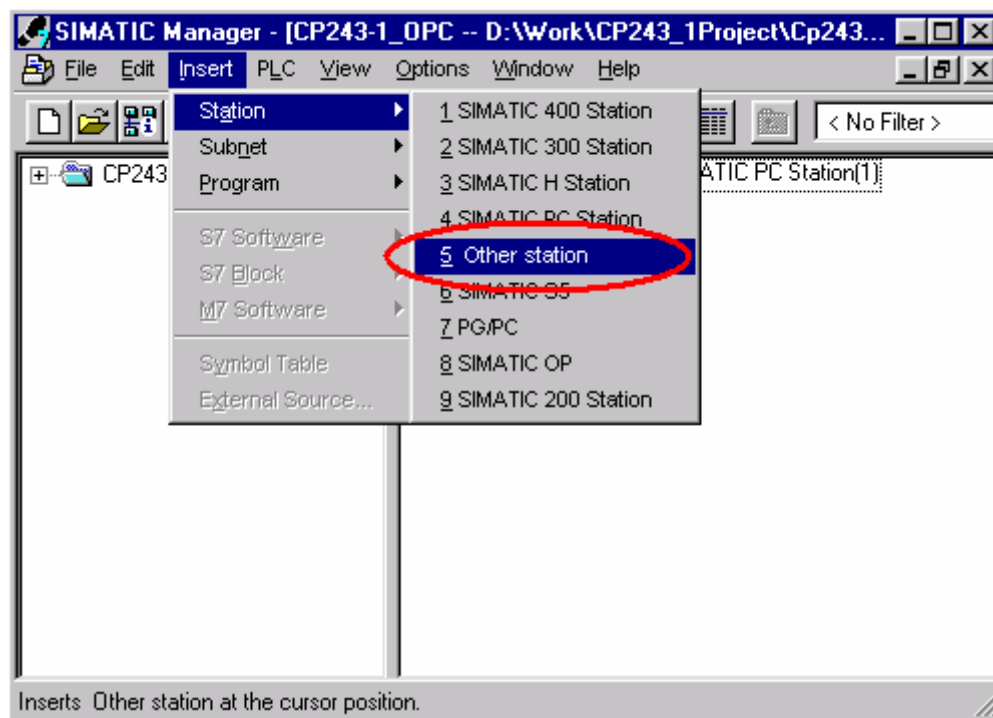 SIMATIC Manager - [CP243-1_OPC -- D:\Work\CP243_1Project\Cp243...
File Edit Insert PLC View Options Window Help
< No Filter >
Station
Subnet
Program
S7 Software
S7 Block
M7 Software
Symbol Table
External Source...
1 SIMATIC 400 Station
2 SIMATIC 300 Station
3 SIMATIC H Station
4 SIMATIC PC Station
5 Other station
6 SIMATIC S5
7 PG/PC
8 SIMATIC OP
9 SIMATIC 200 Station
CP243
ATIC PC Station(1)
Inserts Other station at the cursor position.